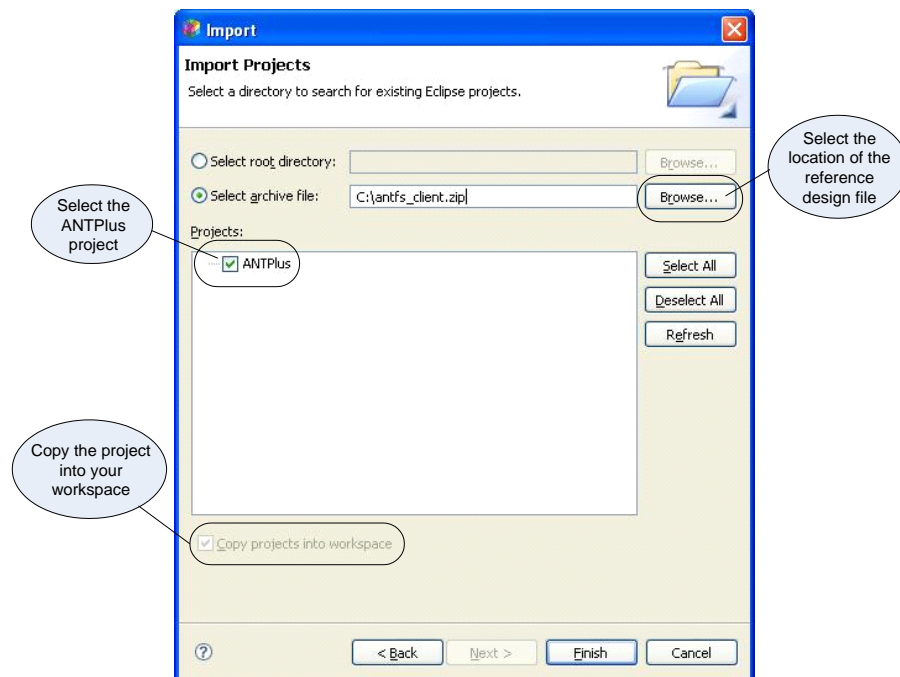 Import
Import Projects
Select a directory to search for existing Eclipse projects.
Select root directory:
Browse...
Select archive file:
C:\antfs_client.zip
Browse...
Select the
location of the
reference
design file
Select the
ANTPlus
project
Projects:
ANTPlus
Select All
Deselect All
Refresh
Copy the project
into your
workspace
Copy projects into workspace
?
< Back
Next >
Finish
Cancel